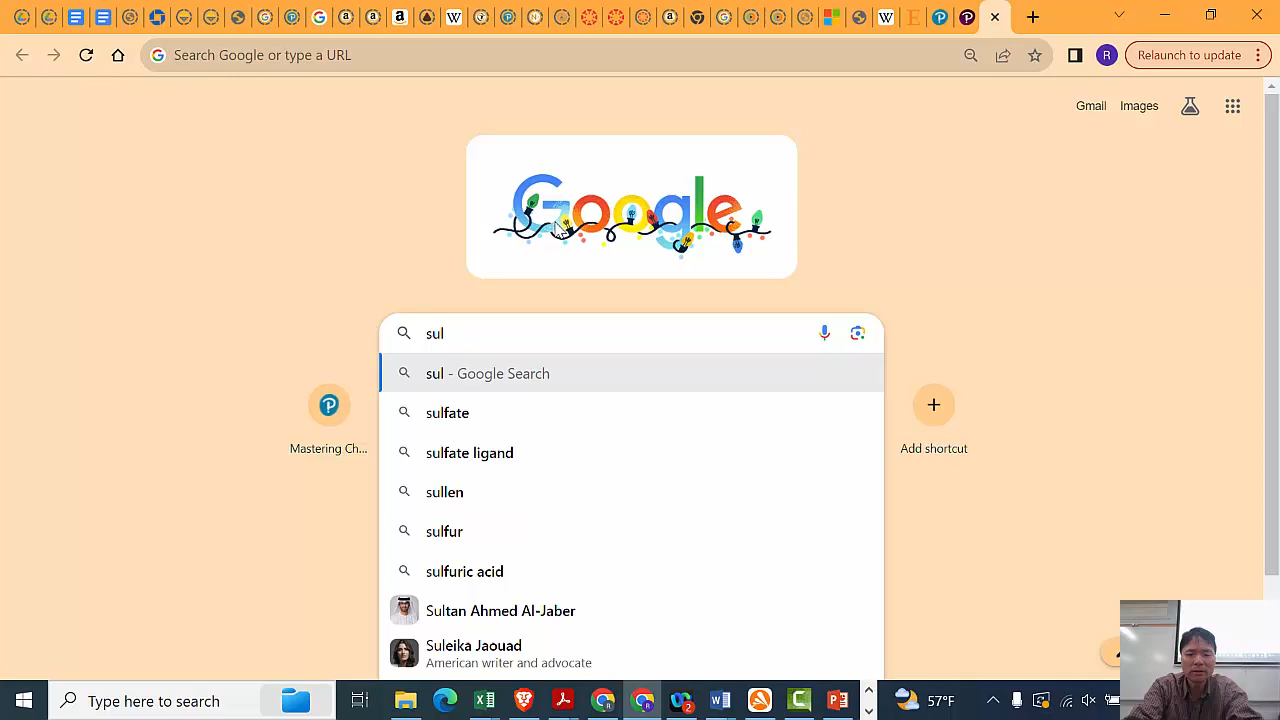 Search Google or type a URL
R
Relaunch to update
Gmail
Images
Google
sul
sul - Google Search
sulfate
sulfate ligand
sullen
sulfur
sulfuric acid
Sultan Ahmed Al-Jaber
Suleika Jaouad
American writer and advocate
Mastering Ch...
Add shortcut
Type here to search
57°F